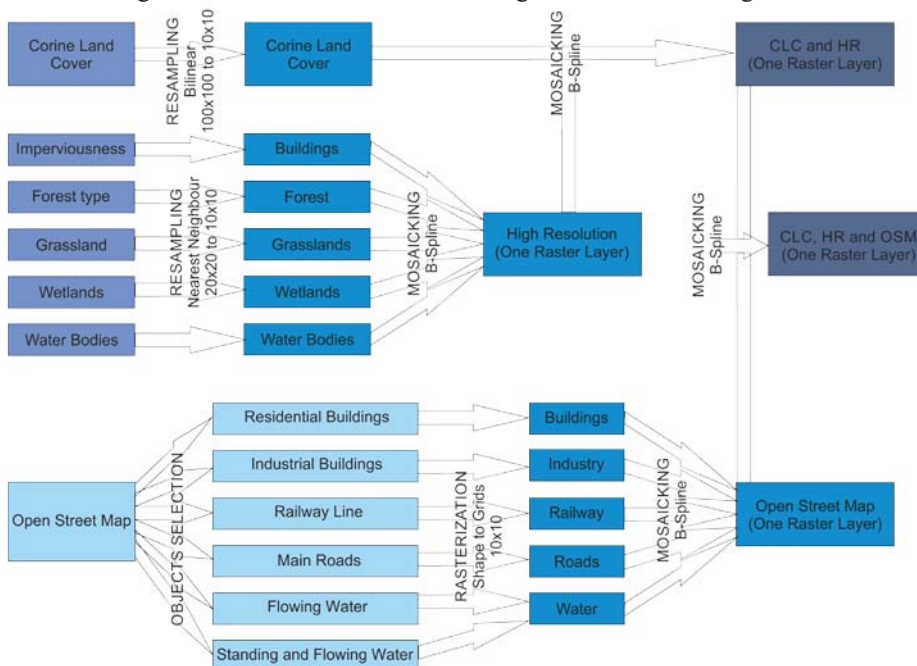 Corine Land
Cover
RESAMPLING
Bilinear
100x100 to 10x10
Corine Land
Cover
MOSAICKING
B-Spline
CLC and HR
(One Raster Layer)
Imperviousness
Buildings
Forest type
RESAMPLING
Nearest Neighbour
20x20 to 10x10
Forest
Grassland
Grasslands
MOSAICKING
B-Spline
High Resolution
(One Raster Layer)
MOSAICKING
B-Spline
CLC, HR and OSM
(One Raster Layer)
Wetlands
Wetlands
Water Bodies
Water Bodies
Open Street Map
OBJECTS SELECTION
Residential Buildings
Industrial Buildings
Railway Line
Main Roads
Flowing Water
Standing and Flowing Water
RASTERIZATION
Shape to Grids
10x10
Buildings
Industry
Railway
Roads
Water
MOSAICKING
B-Spline
Open Street Map
(One Raster Layer)